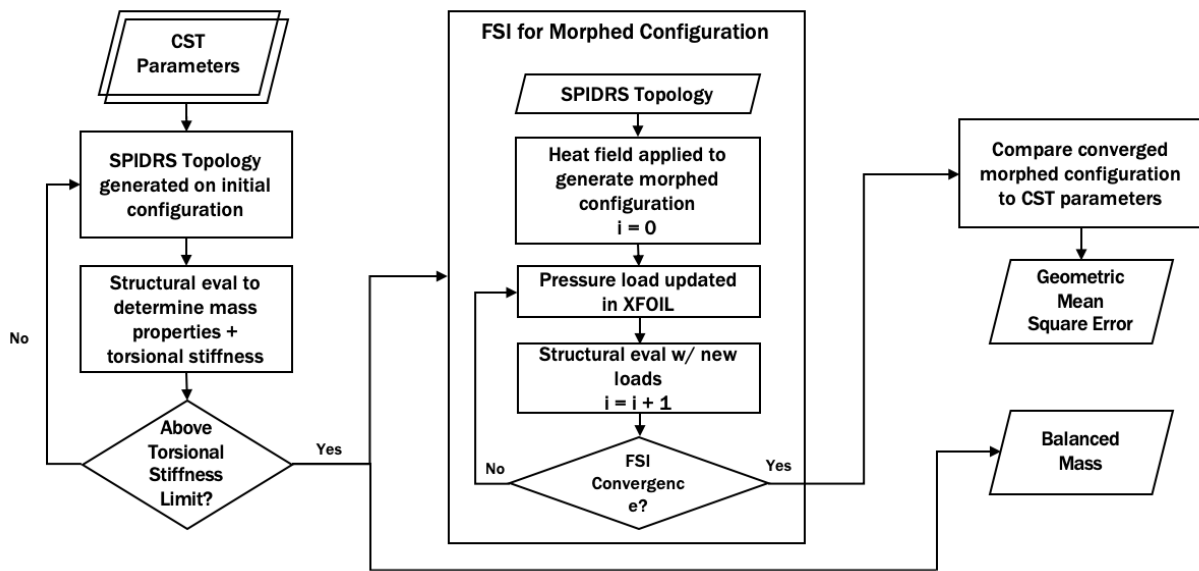 CST
Parameters
SPIDRS Topology
generated on initial
configuration
Structural eval to
determine mass
properties +
torsional stiffness
No
Above
Torsional
Stiffness
Limit?
Yes
FSI for Morphed Configuration
SPIDRS Topology
Heat field applied to
generate morphed
configuration
i = 0
Pressure load updated
in XFOIL
Structural eval w/ new
loads
i = i + 1
No
FSI
Convergenc
e?
Yes
Compare converged
morphed configuration
to CST parameters
Geometric
Mean
Square Error
Balanced
Mass